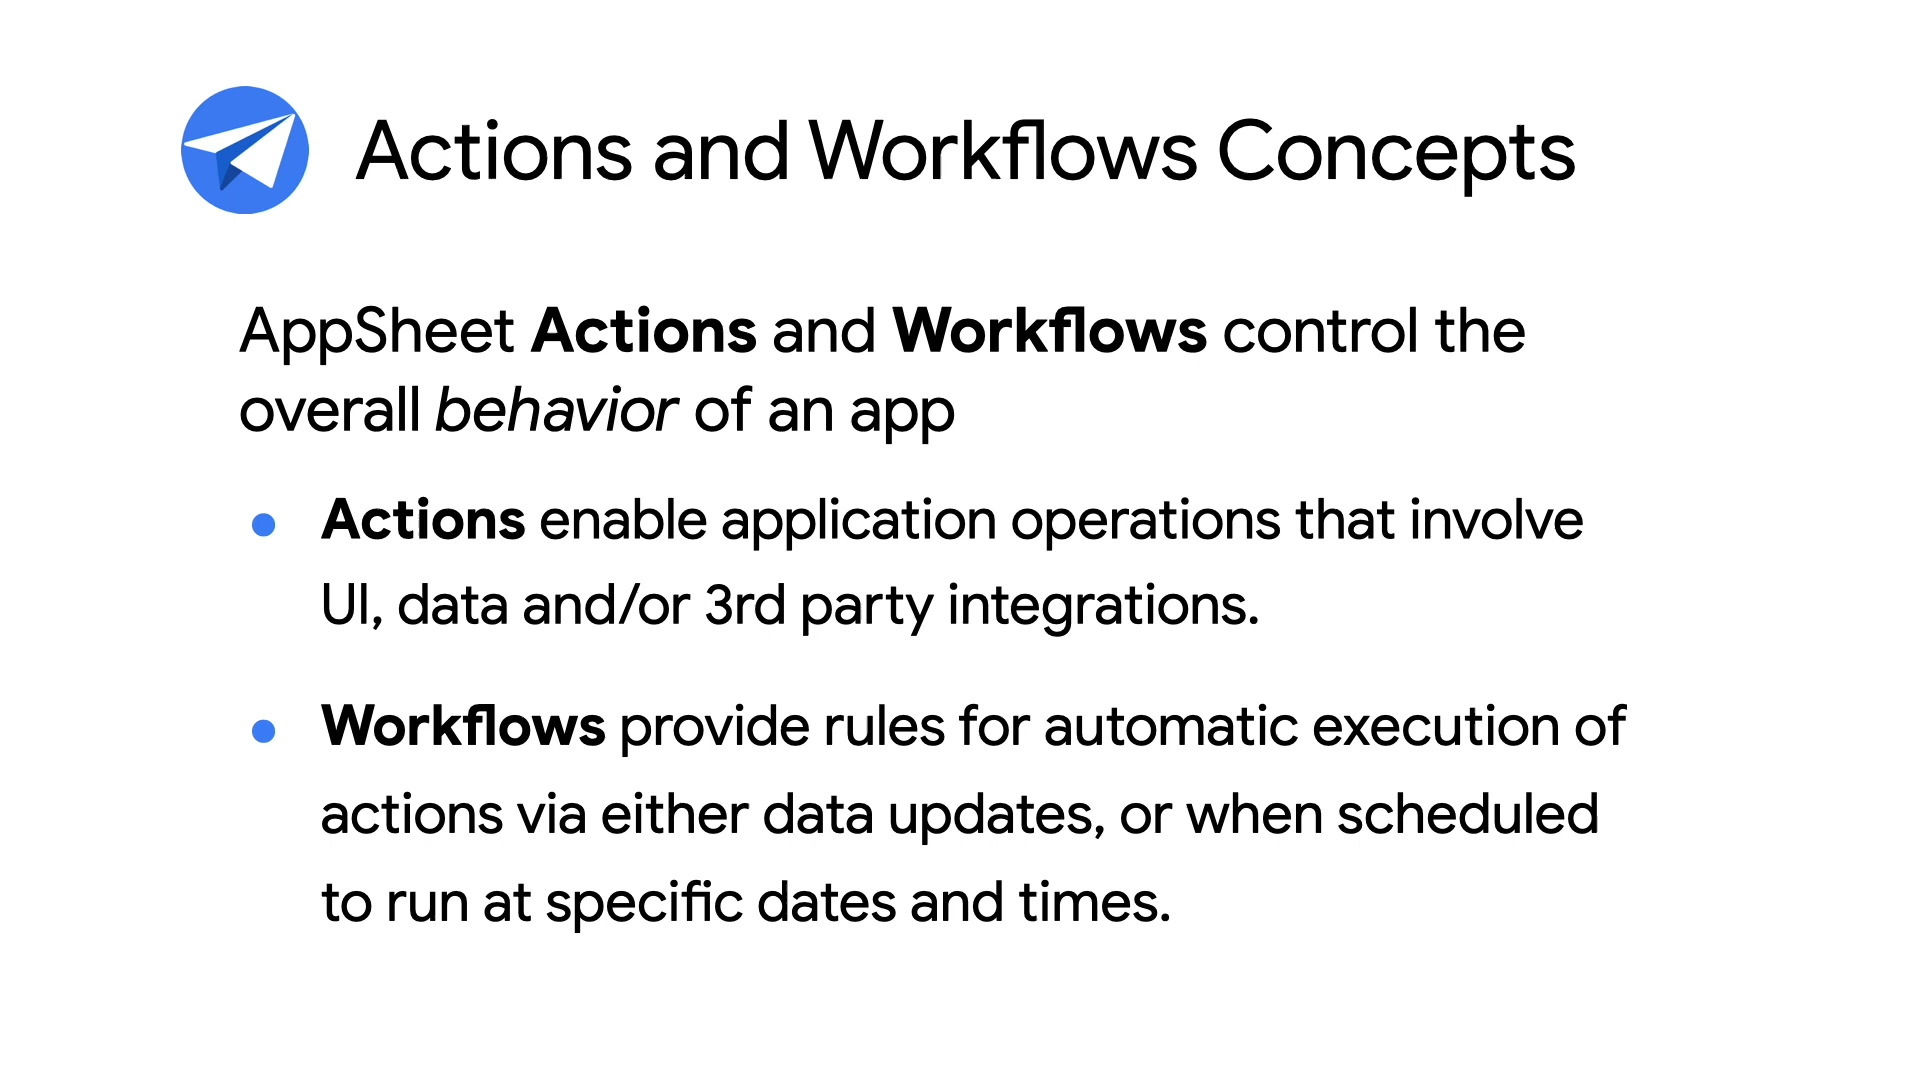 Actions and Workflows Concepts
AppSheet Actions and Workflows control the
overall behavior of an app
Actions enable application operations that involve
UI, data and/or 3rd party integrations.
Workflows provide rules for automatic execution of
actions via either data updates, or when scheduled
to run at specific dates and times.